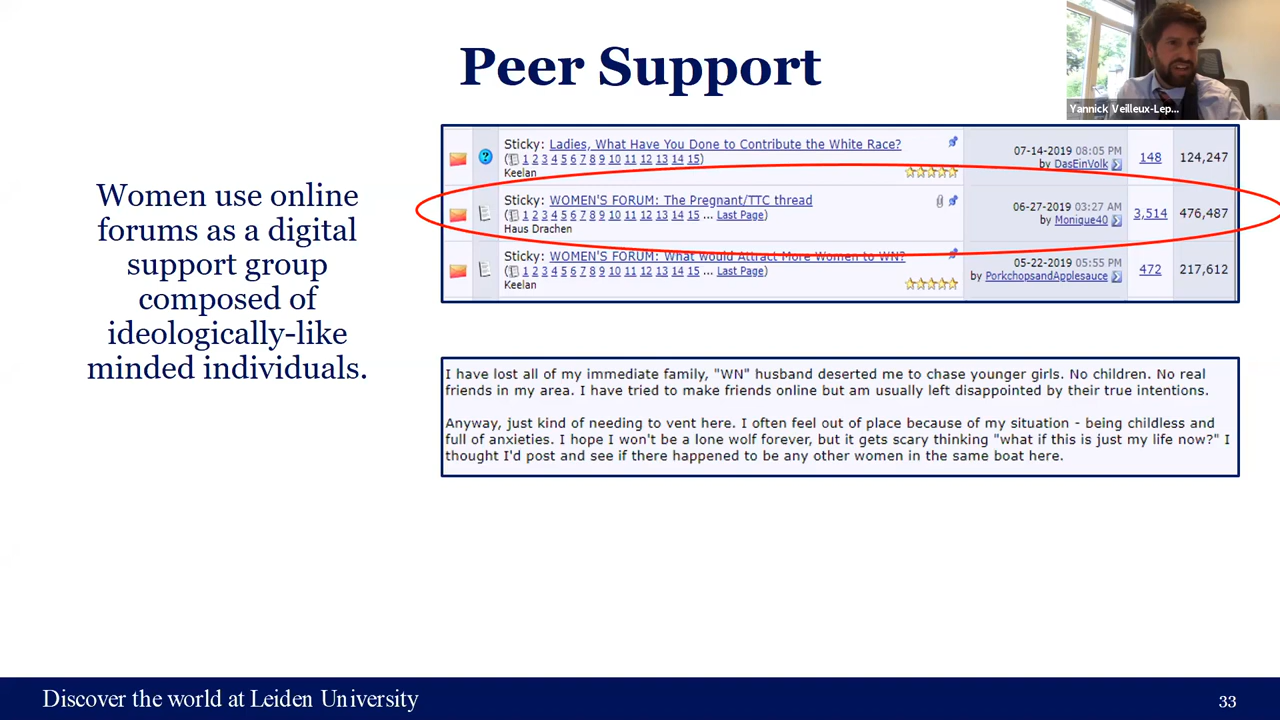 Peer Support
Yannick Veilleux-Lep...
Women use online
forums as a digital
support group
composed of
ideologically-like
minded individuals.
Sticky: Ladies, What Have You Done to Contribute the White Race?
( 1 2 3 4 5 6 7 8 9 10 11 12 13 14 15)
Keelan
07-14-2019 08:05 PM
by DasEinVolk
148
124,247
Sticky: WOMEN'S FORUM: The Pregnant/TTC thread
( 1 2 3 4 5 6 7 8 9 10 11 12 13 14 15 ... Last Page)
Haus Drachen
06-27-2019 03:27 AM
by Monique40
3,514
476,487
Sticky: WOMEN'S FORUM: What Would Attract More Women to WN?
( 1 2 3 4 5 6 7 8 9 10 11 12 13 14 15 ... Last Page)
Keelan
05-22-2019 05:55 PM
by PorkchopsandApplesauce
472
217,612
I have lost all of my immediate family, "WN" husband deserted me to chase younger girls. No children. No real
friends in my area. I have tried to make friends online but am usually left disappointed by their true intentions.
Anyway, just kind of needing to vent here. I often feel out of place because of my situation - being childless and
full of anxieties. I hope I won't be a lone wolf forever, but it gets scary thinking "what if this is just my life now?" I
thought I'd post and see if there happened to be any other women in the same boat here.
Discover the world at Leiden University
33